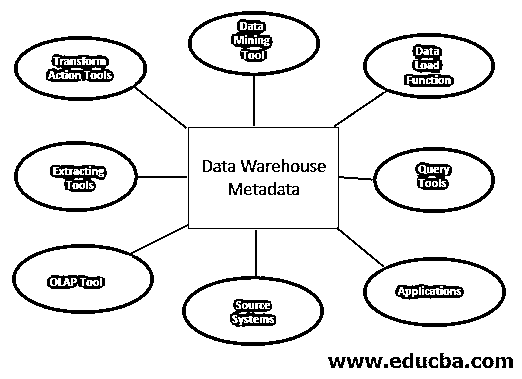 Data
Mining
Tool
Transform
Action Tools
Data
Load
Function
Data Warehouse
Metadata
Extracting
Tools
Query
Tools
OLAP Tool
Source
Systems
Applications
www.educba.com